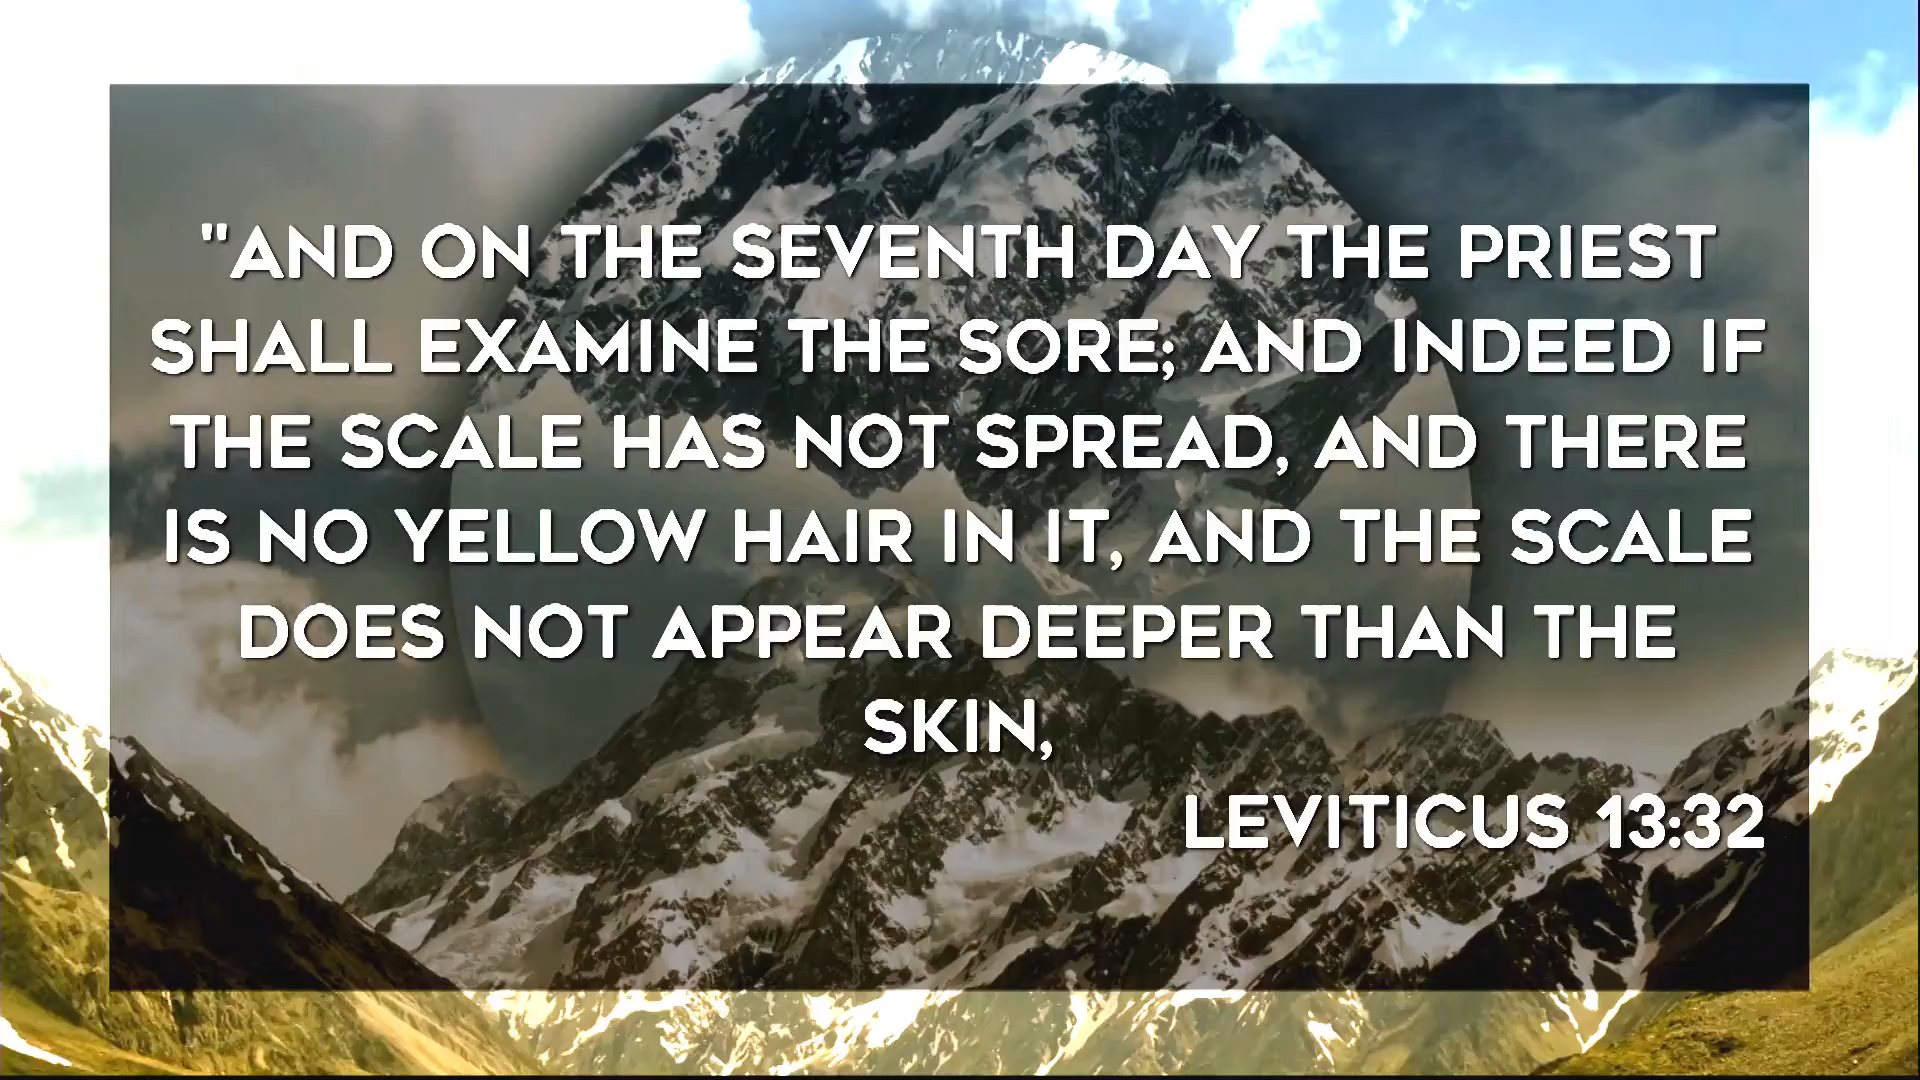 "AND ON THE SEVENTH DAY THE PRIEST
SHALL EXAMINE THE SORE; AND INDEED IF
THE SCALE HAS NOT SPREAD, AND THERE
IS NO YELLOW HAIR IN IT, AND THE SCALE
DOES NOT APPEAR DEEPER THAN THE
SKIN,
LEVITICUS 13:32